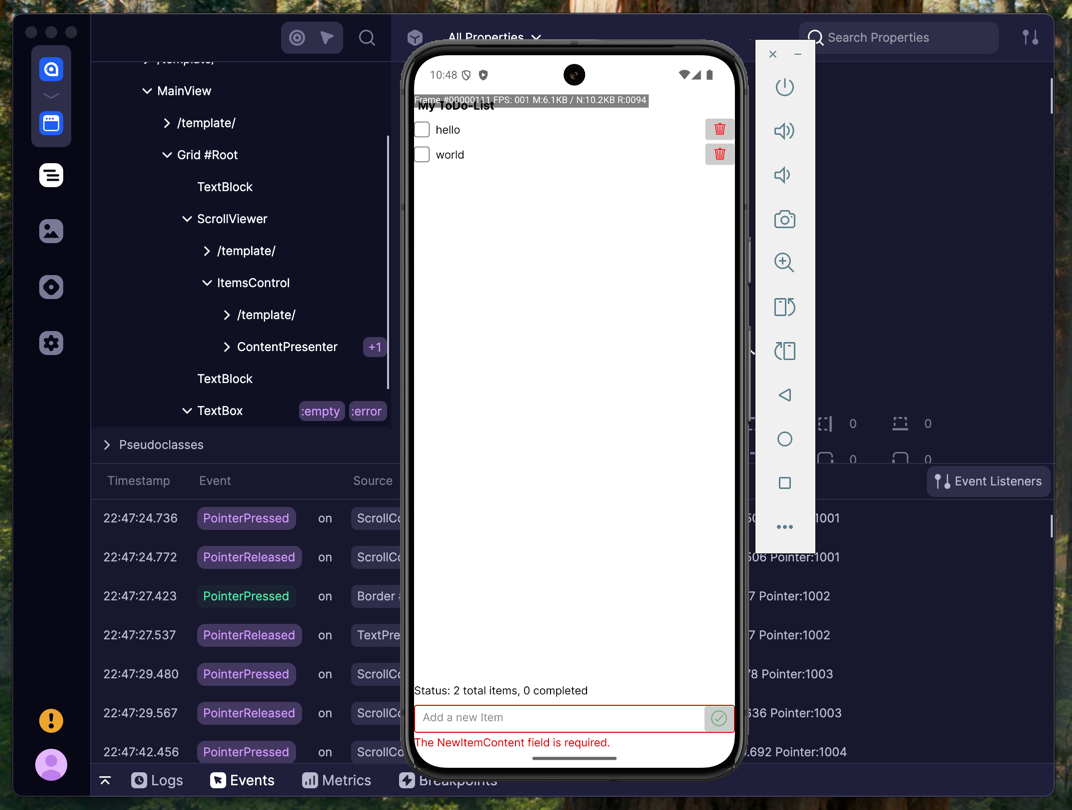 All Properties
Search Properties
/template/
MainView
/template/
Grid #Root
TextBlock
ScrollViewer
/template/
ItemsControl
/template/
ContentPresenter +1
TextBlock
TextBox :empty :error
Pseudoclasses
10:48
Frame #00000111 FPS: 001 M:6.1KB / N:10.2KB R:0094
My ToDo-List
hello
world
Status: 2 total items, 0 completed
Add a new Item
The NewItemContent field is required.
0 0
0 0
Timestamp Event Source Event Listeners
22:47:24.736 PointerPressed on ScrollCo 1001
22:47:24.772 PointerReleased on ScrollCo 506 Pointer:1001
22:47:27.423 PointerPressed on Border 7 Pointer:1002
22:47:27.537 PointerReleased on TextPre 7 Pointer:1002
22:47:29.480 PointerPressed on ScrollCo 78 Pointer:1003
22:47:29.567 PointerReleased on ScrollCo 636 Pointer:1003
22:47:42.456 PointerPressed on ScrollCo .692 Pointer:1004
Logs Events Metrics Breakpoints